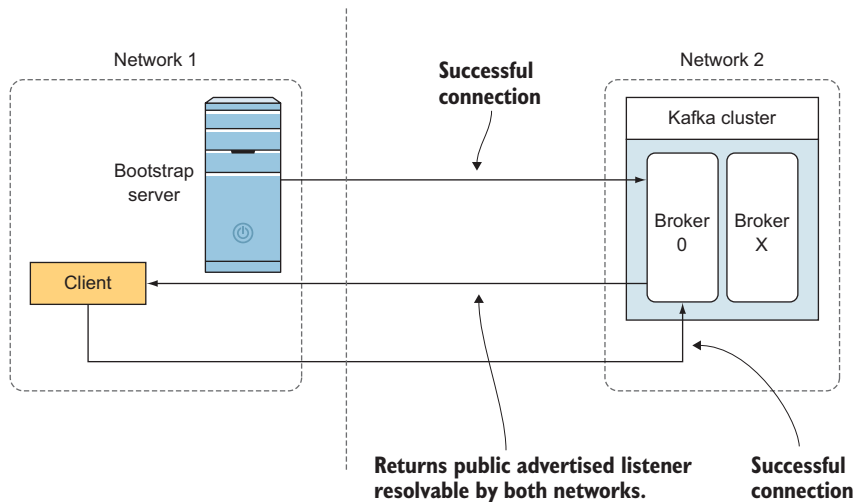 Network 1
Network 2
Successful
connection
Kafka cluster
Bootstrap
server
Broker
0
Broker
X
Client
Returns public advertised listener
resolvable by both networks.
Successful
connection